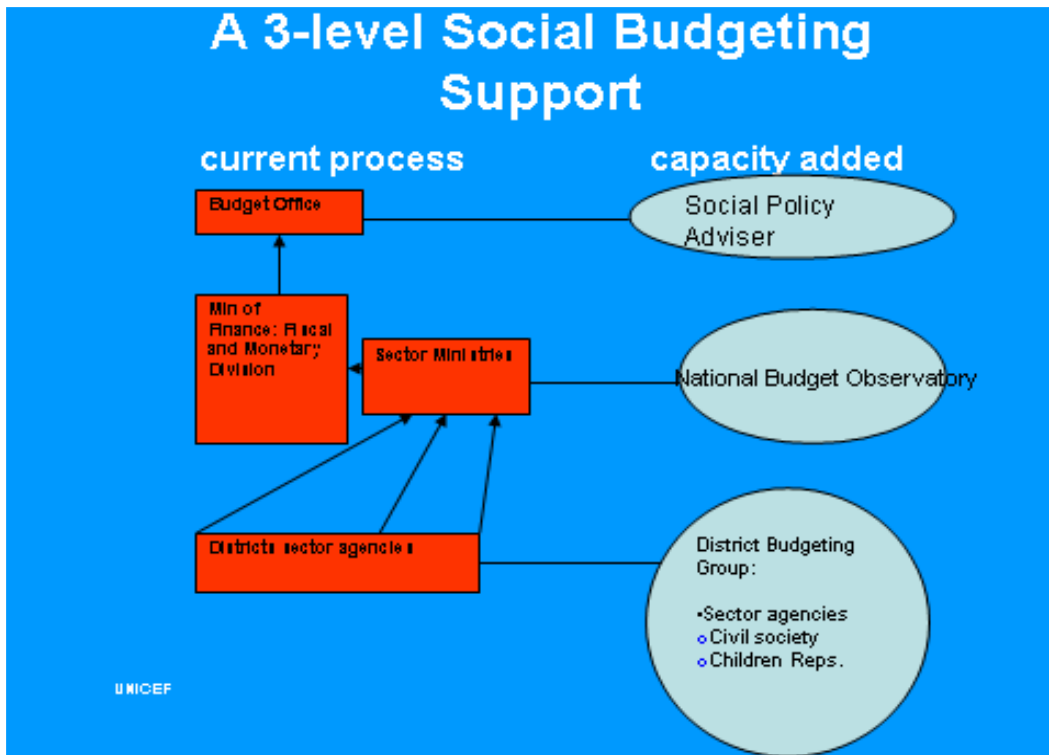 A 3-level Social Budgeting
Support
current process
capacity added
Budget Office
Social Policy
Adviser
Min of
Finance: Fiscal
and Monetary
Division
Sector Ministries
National Budget Observatory
Districts sector agencies
District Budgeting
Group:
•Sector agencies
o Civil society
o Children Reps.
UNICEF